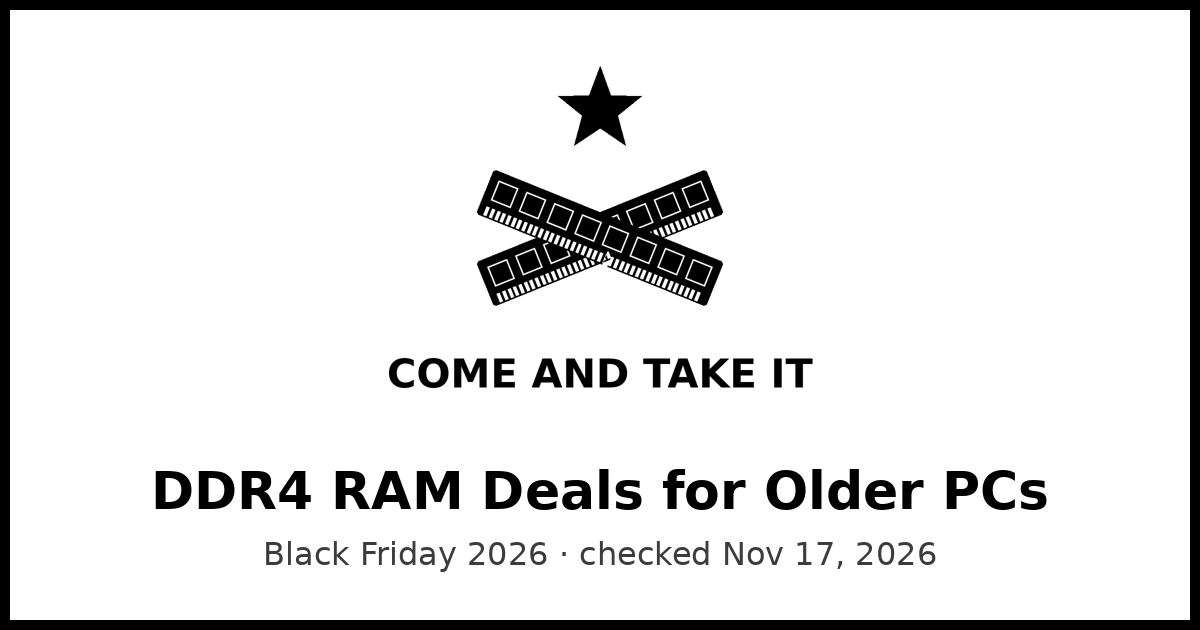 COME AND TAKE IT
DDR4 RAM Deals for Older PCs
Black Friday 2026 · checked Nov 17, 2026